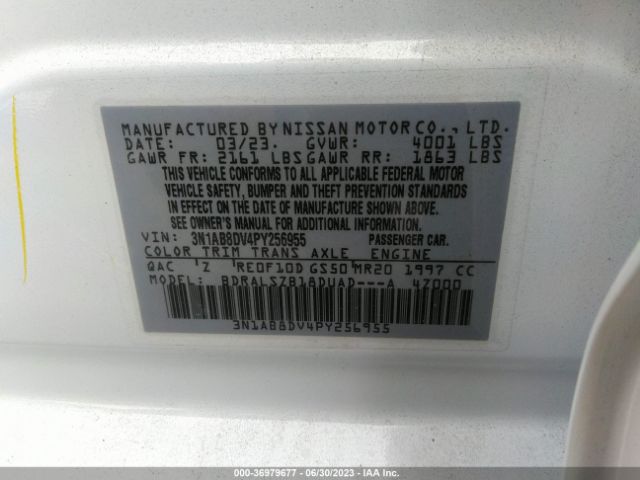 MANUFACTURED BY NISSAN MOTOR CO., LTD.
DATE: 03/23. GVWR: 4001 LBS
GAWR FR: 2161 LBS GAWR RR: 1863 LBS
THIS VEHICLE CONFORMS TO ALL APPLICABLE FEDERAL MOTOR
VEHICLE SAFETY, BUMPER AND THEFT PREVENTION STANDARDS
IN EFFECT ON THE DATE OF MANUFACTURE SHOWN ABOVE.
SEE OWNER'S MANUAL FOR ADDITIONAL INFORMATION.
VIN: 3N1AB8DV4PY256955 PASSENGER CAR.
COLOR TRIM TRANS AXLE ENGINE
QAC Z RE0F10D GS50 MR20 1997 CC
MODEL: BDRALSZB18DUAD---A 4Z000
3N1AB8DV4PY256955
000-36979677 - 06/30/2023 - IAA Inc.